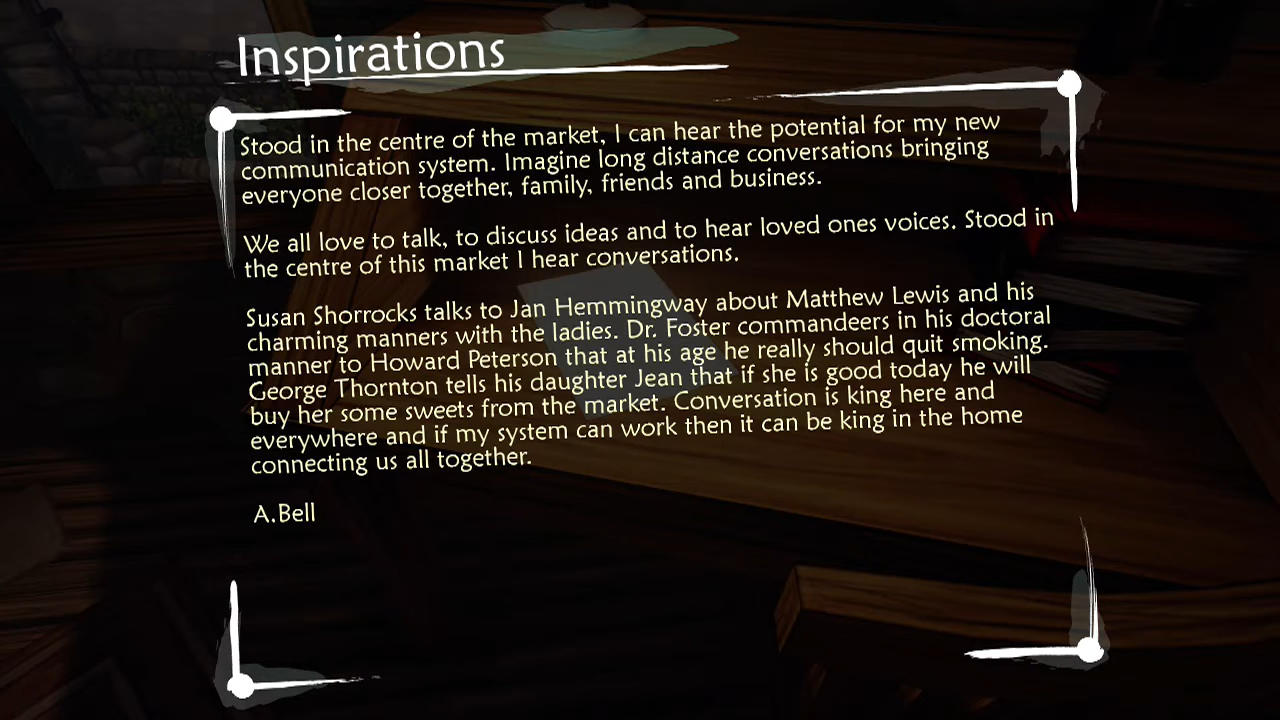 Inspirations
Stood in the centre of the market, I can hear the potential for my new
communication system. Imagine long distance conversations bringing
everyone closer together, family, friends and business.
We all love to talk, to discuss ideas and to hear loved ones voices. Stood in
the centre of this market I hear conversations.
Susan Shorrocks talks to Jan Hemmingway about Matthew Lewis and his
charming manners with the ladies. Dr. Foster commandeers in his doctoral
manner to Howard Peterson that at his age he really should quit smoking.
George Thornton tells his daughter Jean that if she is good today he will
buy her some sweets from the market. Conversation is king here and
everywhere and if my system can work then it can be king in the home
connecting us all together.
A.Bell